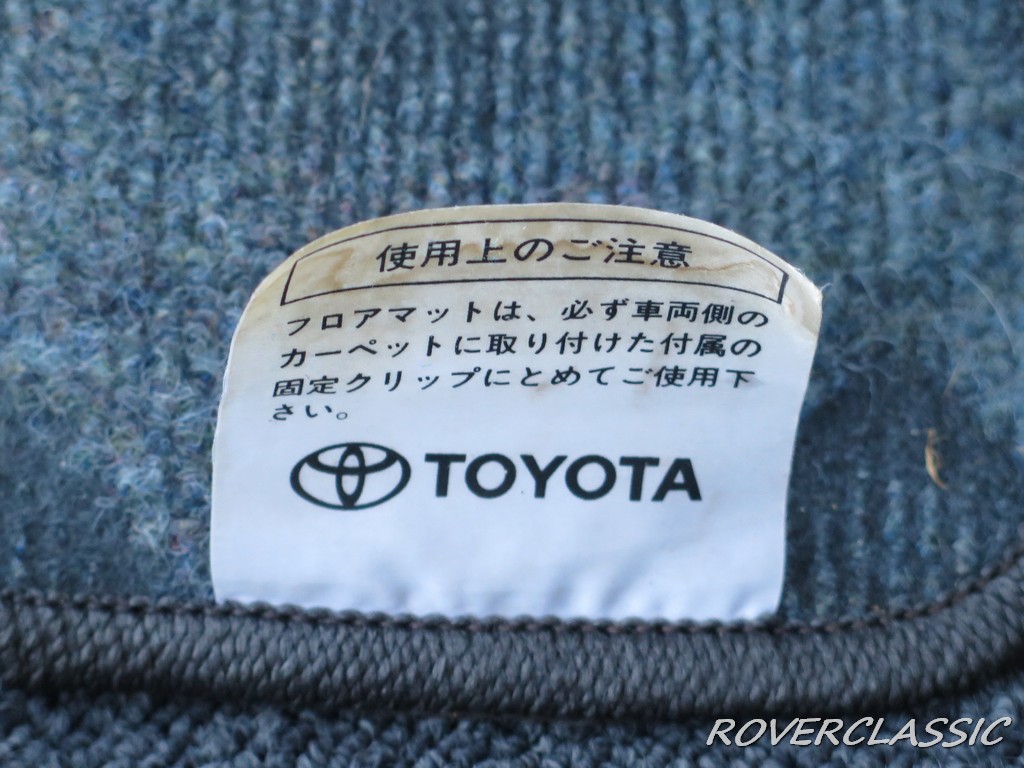 使用上のご注意
フロアマットは、必ず車両側の
カーペットに取り付けた付属の
固定クリップにとめてご使用下
さい。
TOYOTA
ROVERCLASSIC